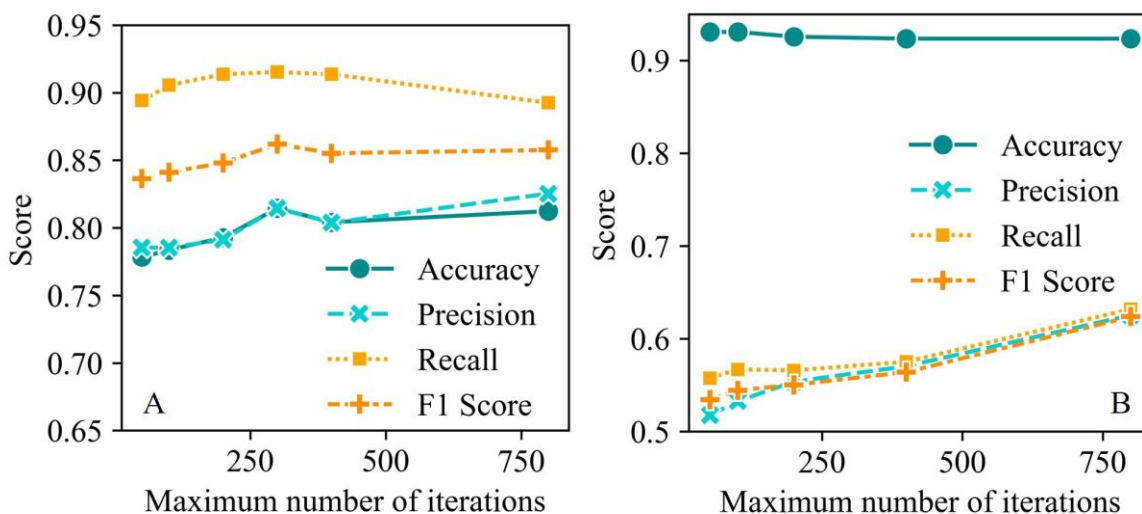 0.95
0.90
0.85
0.80
0.75
0.70
0.65
Score
Accuracy
Precision
Recall
F1 Score
A
250
500
750
Maximum number of iterations
0.9
0.8
0.7
0.6
0.5
Score
Accuracy
Precision
Recall
F1 Score
B
250
500
750
Maximum number of iterations